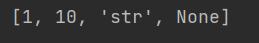 [1, 10, 'str', None]